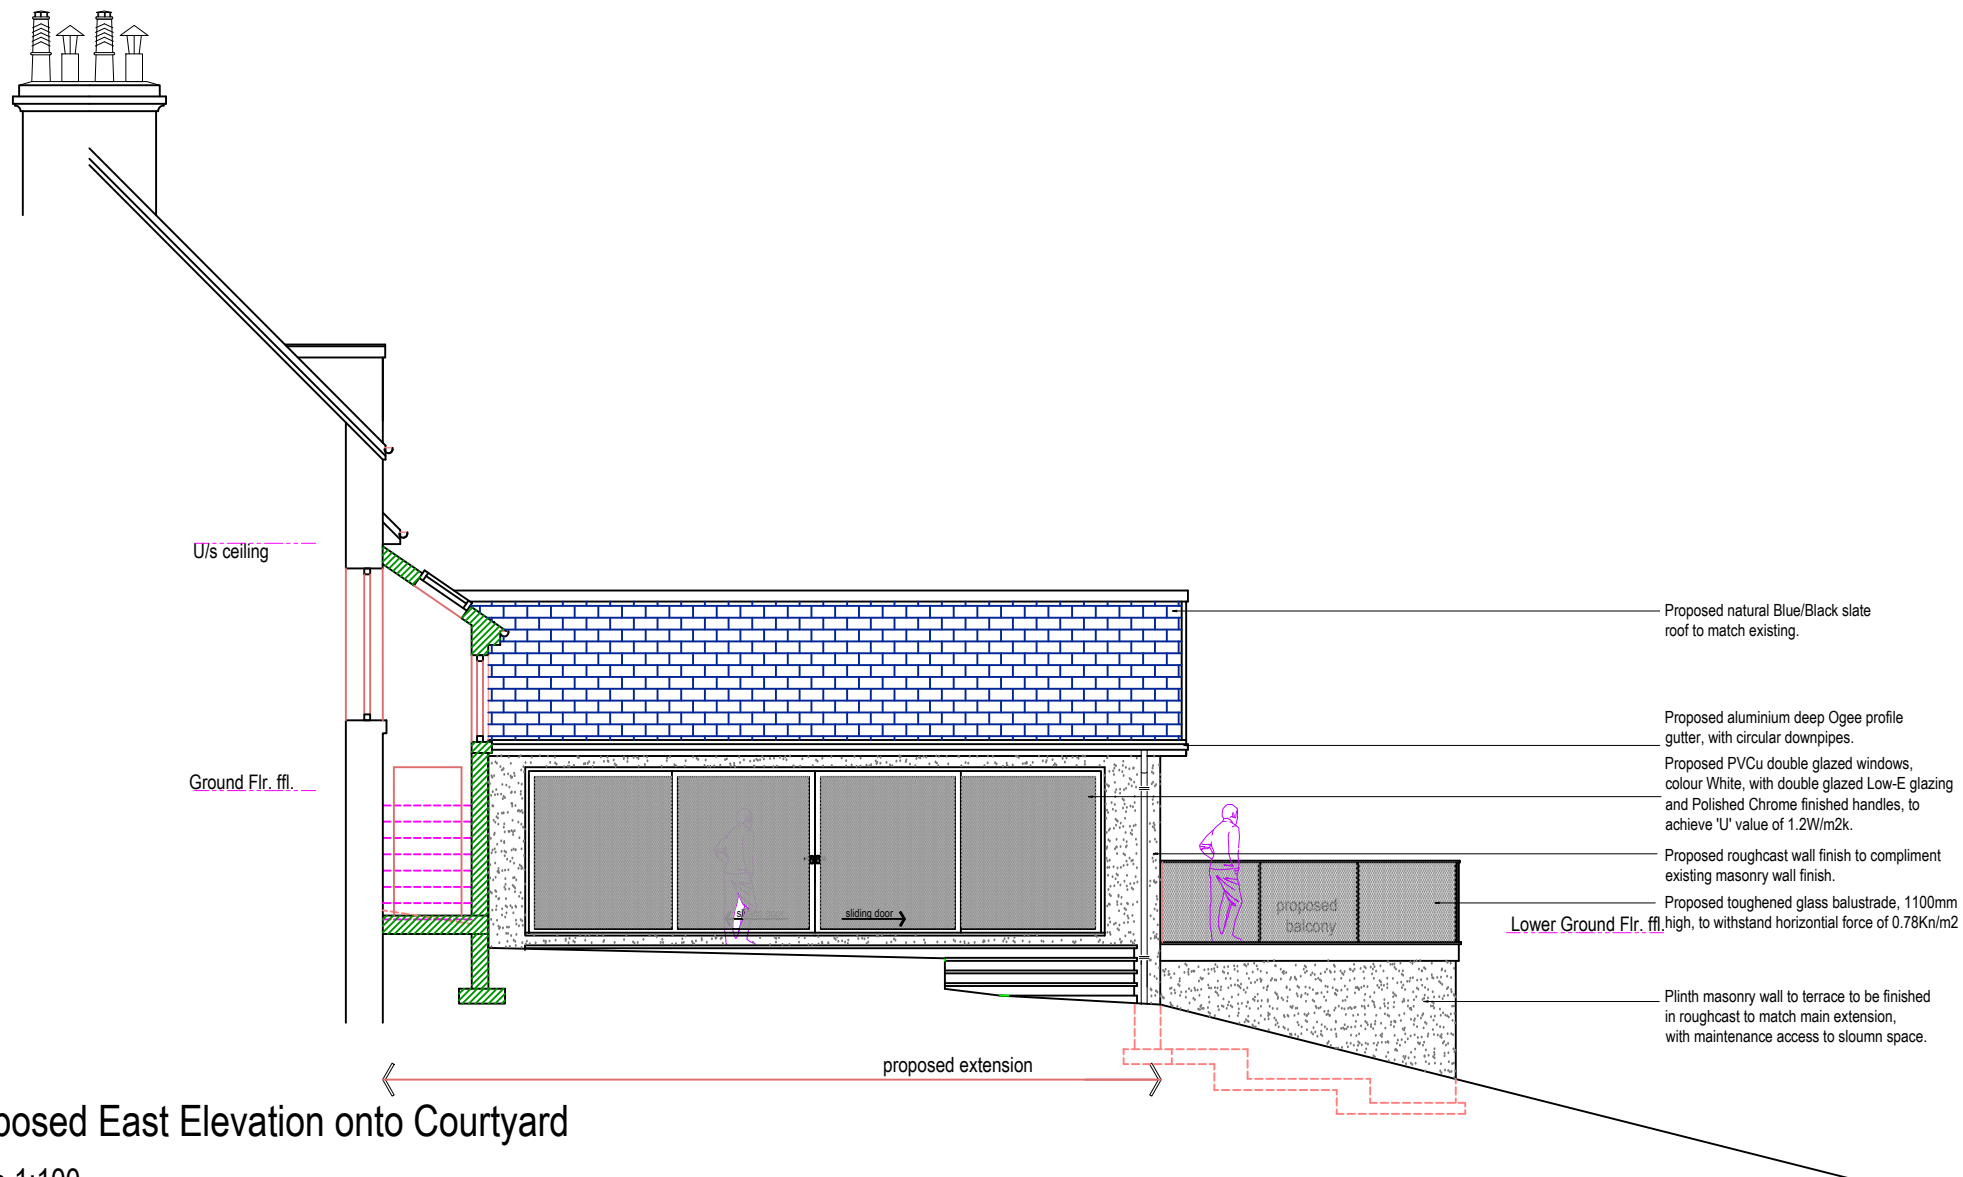 U/s ceiling
Proposed natural Blue/Black slate
roof to match existing.
Proposed aluminium deep Ogee profile
gutter, with circular downpipes.
Ground Flr. ffl.
Proposed PVCu double glazed windows,
colour White, with double glazed Low-E glazing
and Polished Chrome finished handles, to
achieve 'U' value of 1.2W/m2k.
Proposed roughcast wall finish to compliment
existing masonry wall finish.
sliding door
proposed
balcony
Proposed toughened glass balustrade, 1100mm
high, to withstand horizontial force of 0.78Kn/m2
Lower Ground Flr. ffl.
Plinth masonry wall to terrace to be finished
in roughcast to match main extension,
with maintenance access to sloumn space.
proposed extension
posed East Elevation onto Courtyard
1:100